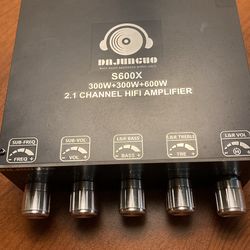 DAJUNGUO
S600X
300W+300W+600W
2.1 CHANNEL HIFI AMPLIFIER
SUB-FREQ SUB-VOL L&R BASS L&R TREBLE L&R VOL
FREQ VOL BASS TRE
- + - + - + - +